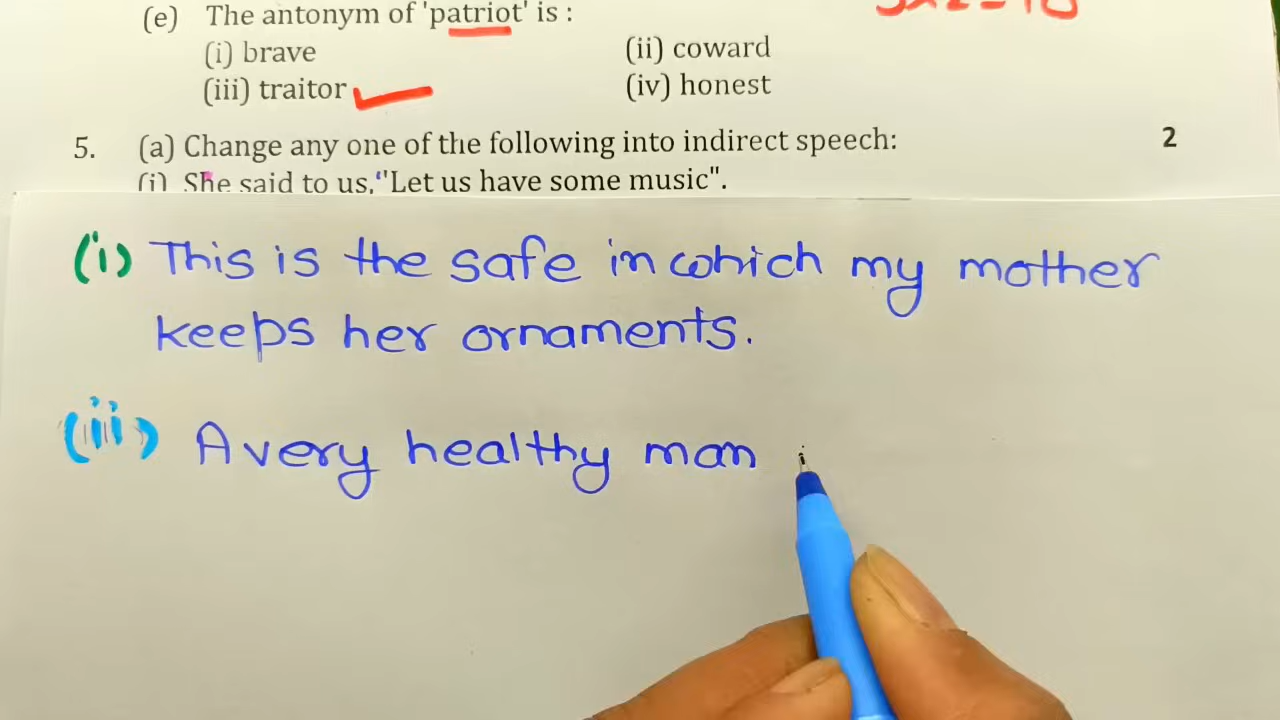 (e) The antonym of 'patriot' is :
(i) brave (ii) coward
(iii) traitor (iv) honest
5. (a) Change any one of the following into indirect speech: 2
(i) She said to us, "Let us have some music".
(i) This is the safe in which my mother
keeps her ornaments.
(ii) A very healthy man